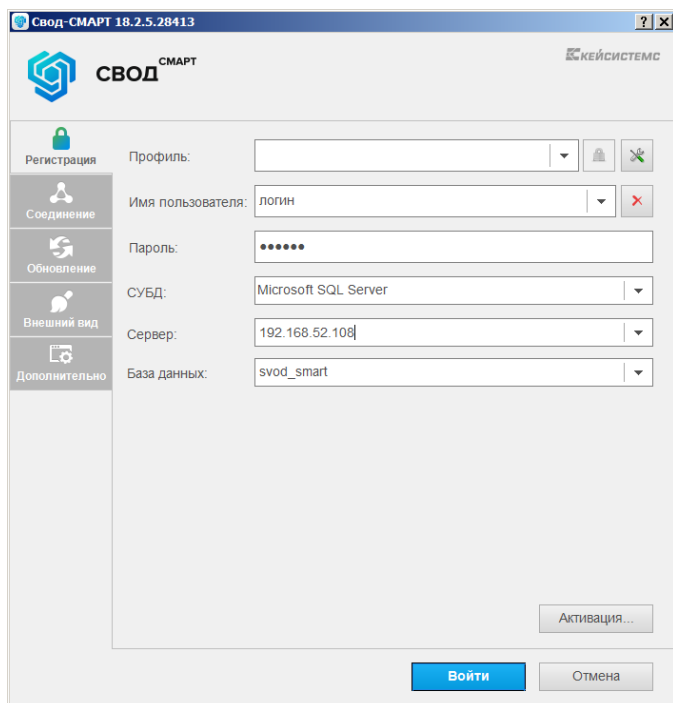 Свод-СМАРТ 18.2.5.28413
СВОД СМАРТ
КЕЙСИСТЕМС
Регистрация
Соединение
Обновление
Внешний вид
Дополнительно
Профиль:
Имя пользователя: логин
Пароль: ••••••
СУБД: Microsoft SQL Server
Сервер: 192.168.52.108
База данных: svod_smart
Активация...
Войти Отмена